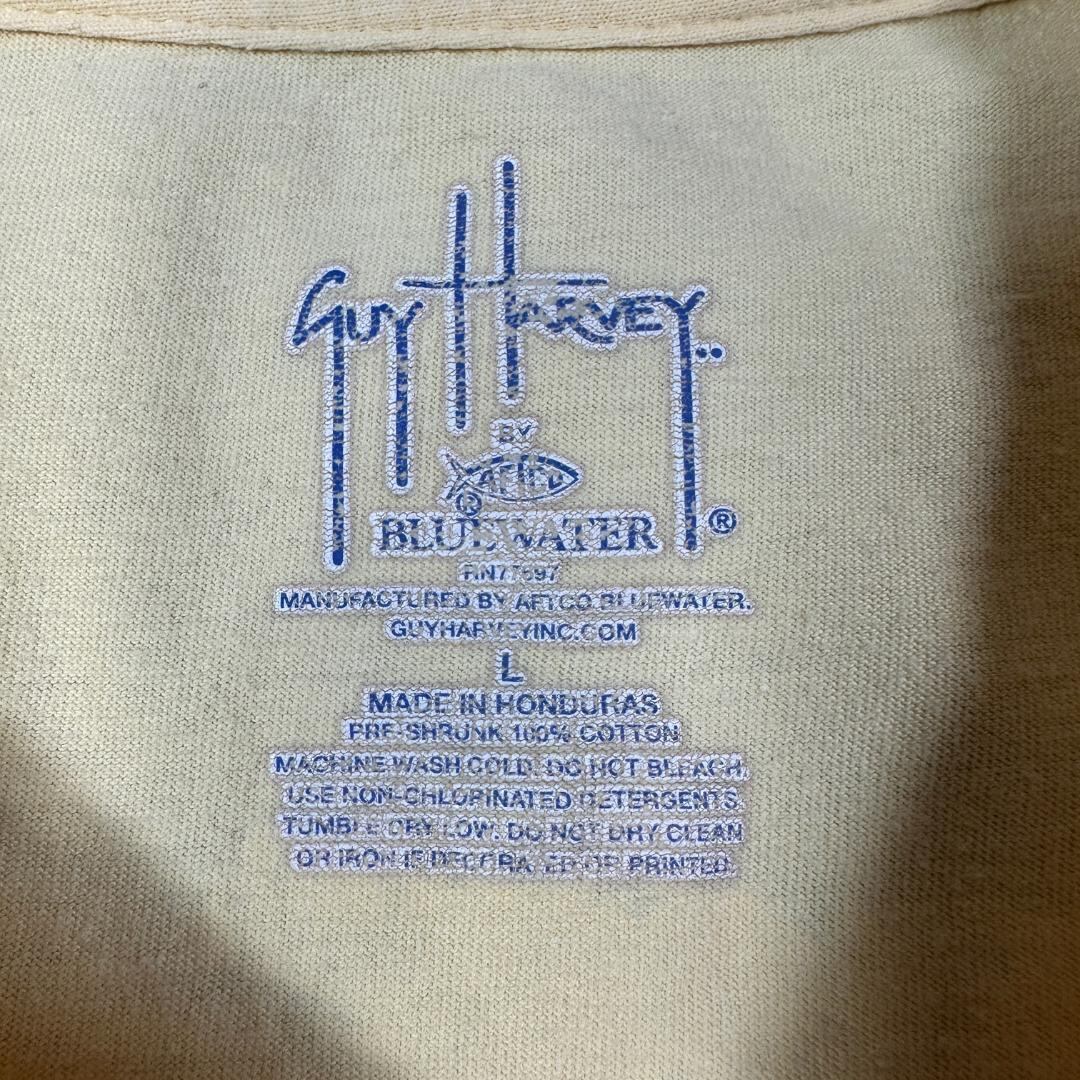 GUY HARVEY
BY
AFTCO
®
BLUEWATER ®
MANUFACTURED BY AFTCO BLUEWATER.
GUYHARVEYINC.COM
L
MADE IN HONDURAS
PRE-SHRUNK 100% COTTON
MACHINE WASH COLD. DO NOT BLEACH.
USE NON-CHLORINATED DETERGENTS.
TUMBLE DRY LOW. DO NOT DRY CLEAN
OR IRON IF DECORATED OR PRINTED.